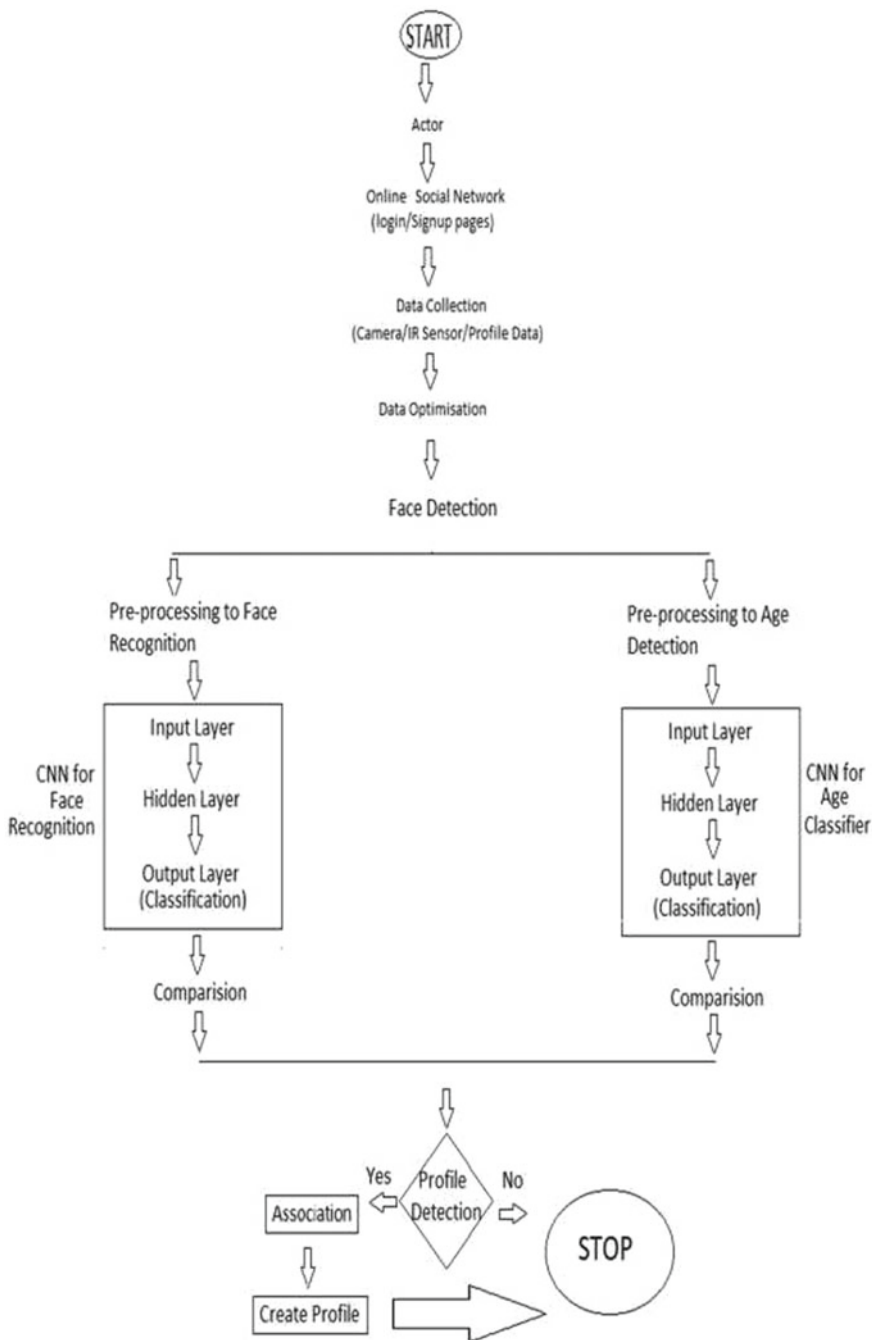 START
Actor
Online Social Network
(login/Signup pages)
Data Collection
(Camera/IR Sensor/Profile Data)
Data Optimisation
Face Detection
Pre-processing to Face
Recognition
Input Layer
Hidden Layer
Output Layer
(Classification)
CNN for
Face
Recognition
Comparision
Pre-processing to Age
Detection
Input Layer
Hidden Layer
Output Layer
(Classification)
CNN for
Age
Classifier
Comparision
Profile
Detection
Yes
No
Association
Create Profile
STOP